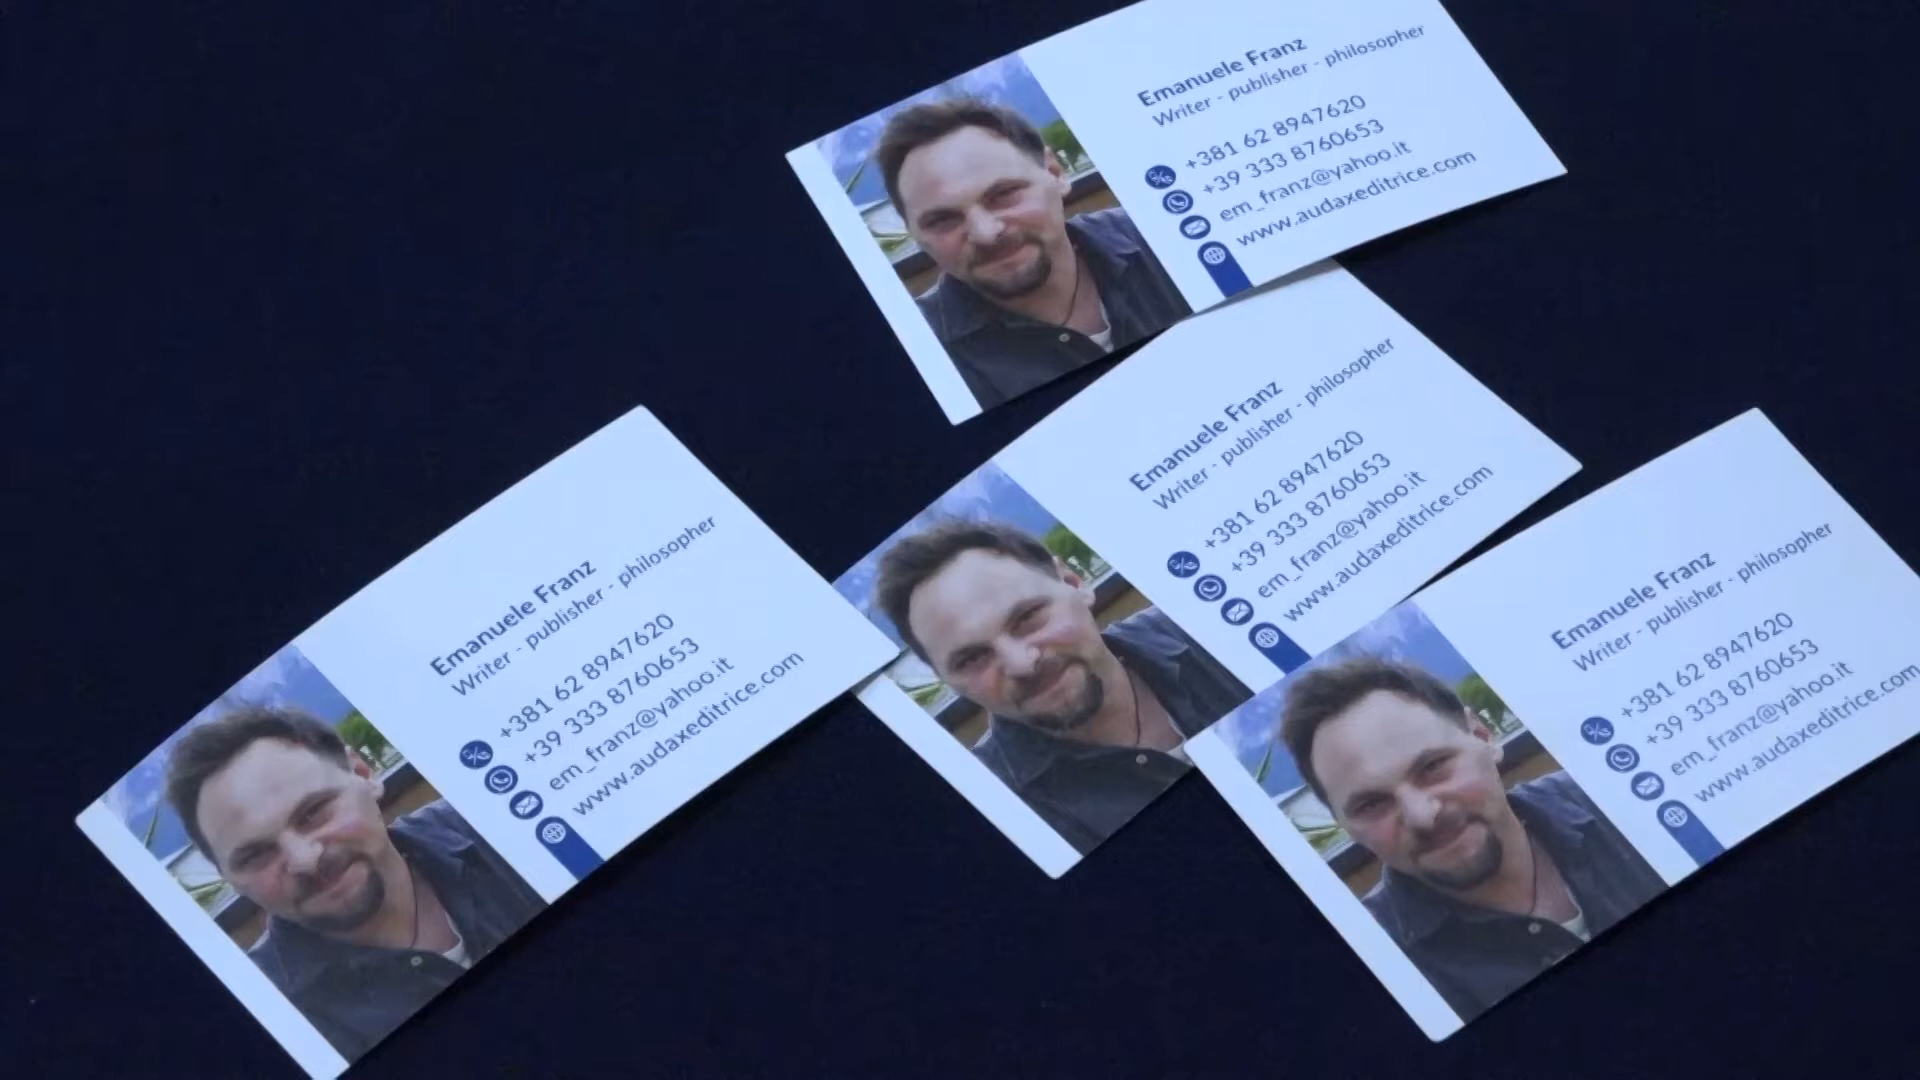 Emanuele Franz
Writer - publisher - philosopher
+381 62 8947620
+39 333 8760653
em_franz@yahoo.it
www.audaxeditrice.com
Emanuele Franz
Writer - publisher - philosopher
+381 62 8947620
+39 333 8760653
em_franz@yahoo.it
www.audaxeditrice.com
Emanuele Franz
Writer - publisher - philosopher
+381 62 8947620
+39 333 8760653
em_franz@yahoo.it
www.audaxeditrice.com
Emanuele Franz
Writer - publisher - philosopher
+381 62 8947620
+39 333 8760653
em_franz@yahoo.it
www.audaxeditrice.com